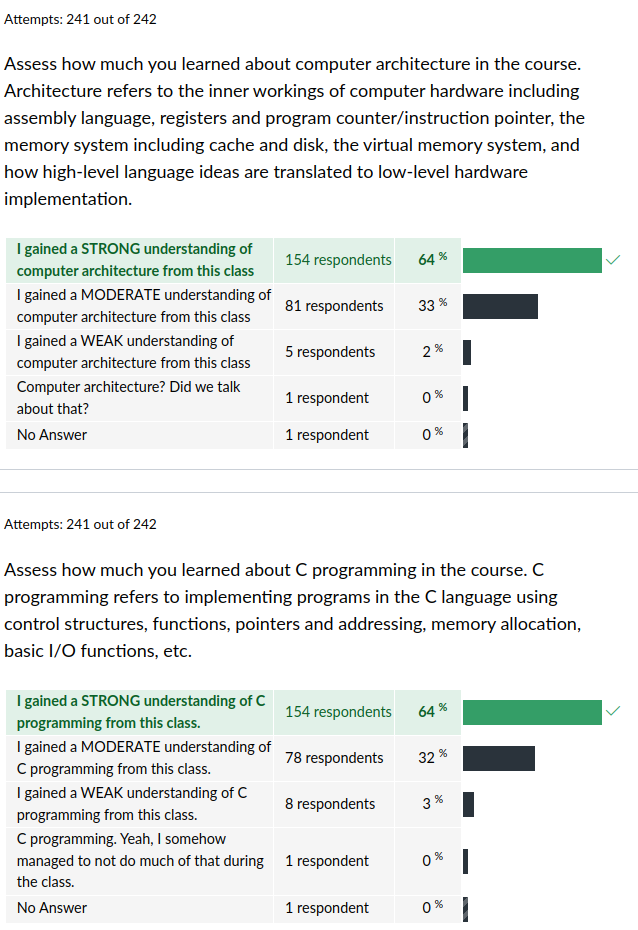 Attempts: 241 out of 242
Assess how much you learned about computer architecture in the course.
Architecture refers to the inner workings of computer hardware including
assembly language, registers and program counter/instruction pointer, the
memory system including cache and disk, the virtual memory system, and
how high-level language ideas are translated to low-level hardware
implementation.
I gained a STRONG understanding of
computer architecture from this class
154 respondents
64 %
I gained a MODERATE understanding of
computer architecture from this class
81 respondents
33 %
I gained a WEAK understanding of
computer architecture from this class
5 respondents
2 %
Computer architecture? Did we talk
about that?
1 respondent
0 %
No Answer
1 respondent
0 %
Attempts: 241 out of 242
Assess how much you learned about C programming in the course. C
programming refers to implementing programs in the C language using
control structures, functions, pointers and addressing, memory allocation,
basic I/O functions, etc.
I gained a STRONG understanding of C
programming from this class.
154 respondents
64 %
I gained a MODERATE understanding of
C programming from this class.
78 respondents
32 %
I gained a WEAK understanding of C
programming from this class.
8 respondents
3 %
C programming. Yeah, I somehow
managed to not do much of that during
the class.
1 respondent
0 %
No Answer
1 respondent
0 %